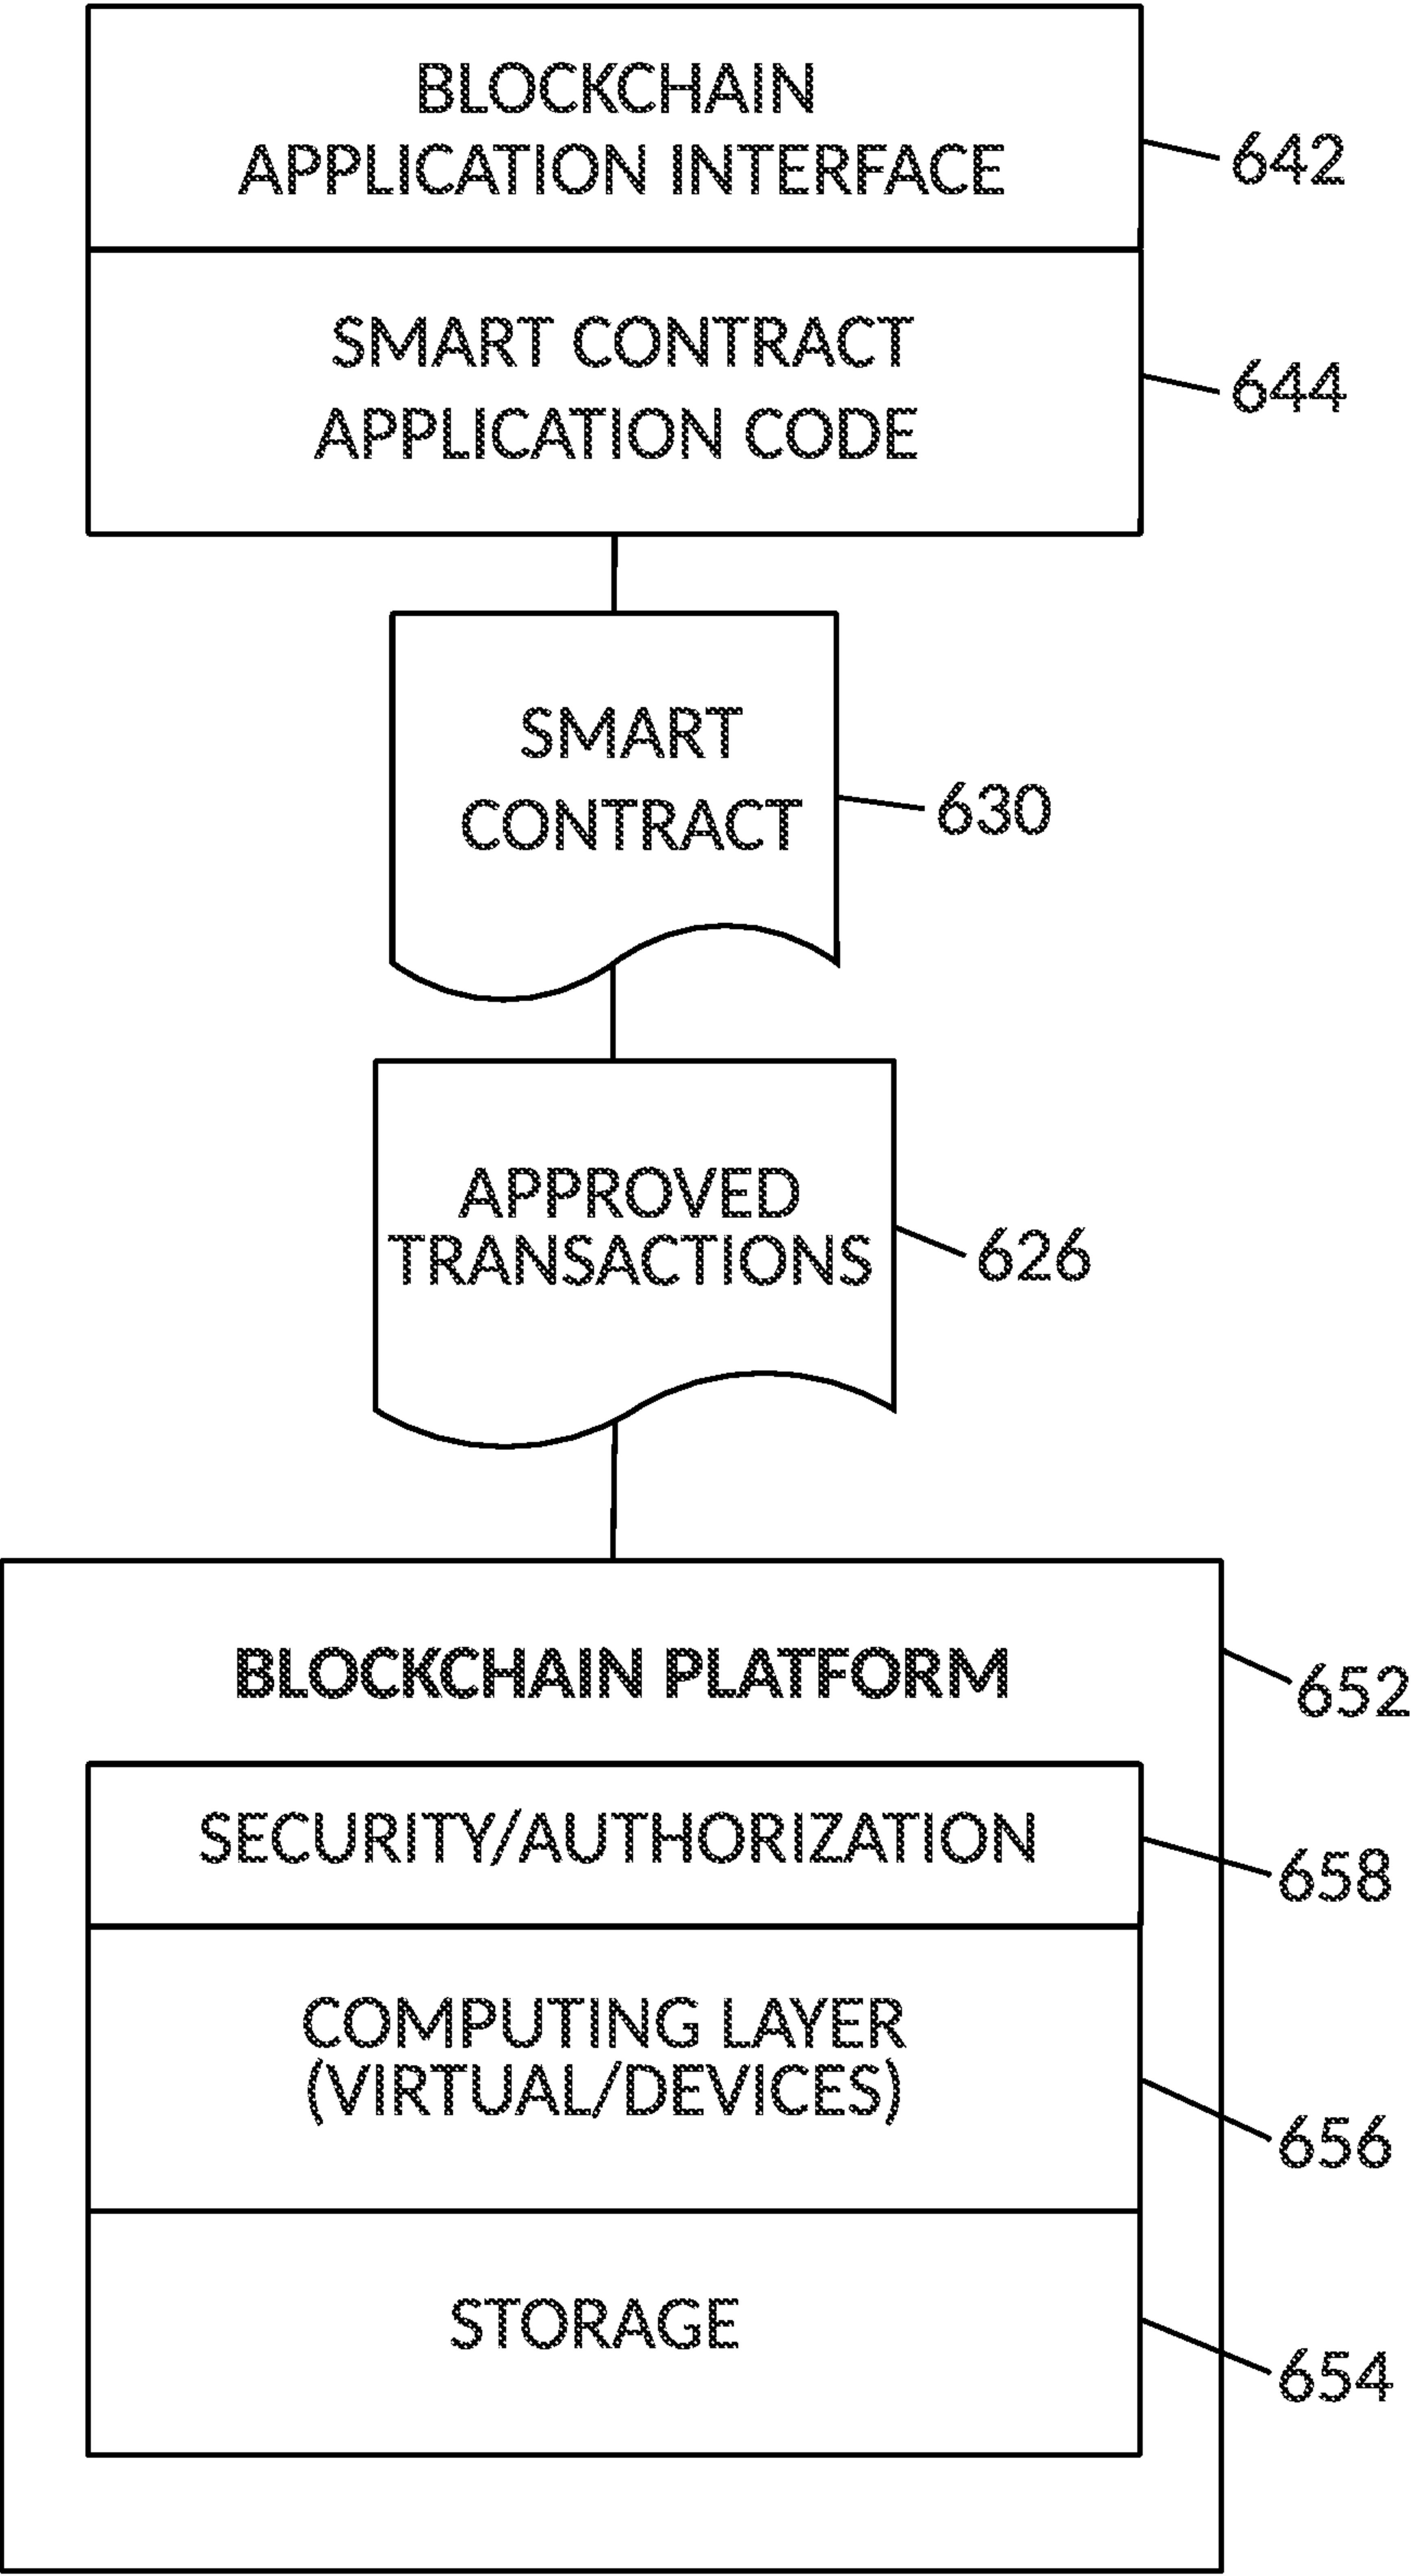 BLOCKCHAIN
APPLICATION INTERFACE
642
SMART CONTRACT
APPLICATION CODE
644
SMART
CONTRACT
630
APPROVED
TRANSACTIONS
626
BLOCKCHAIN PLATFORM
652
SECURITY/AUTHORIZATION
658
COMPUTING LAYER
(VIRTUAL/DEVICES)
656
STORAGE
654